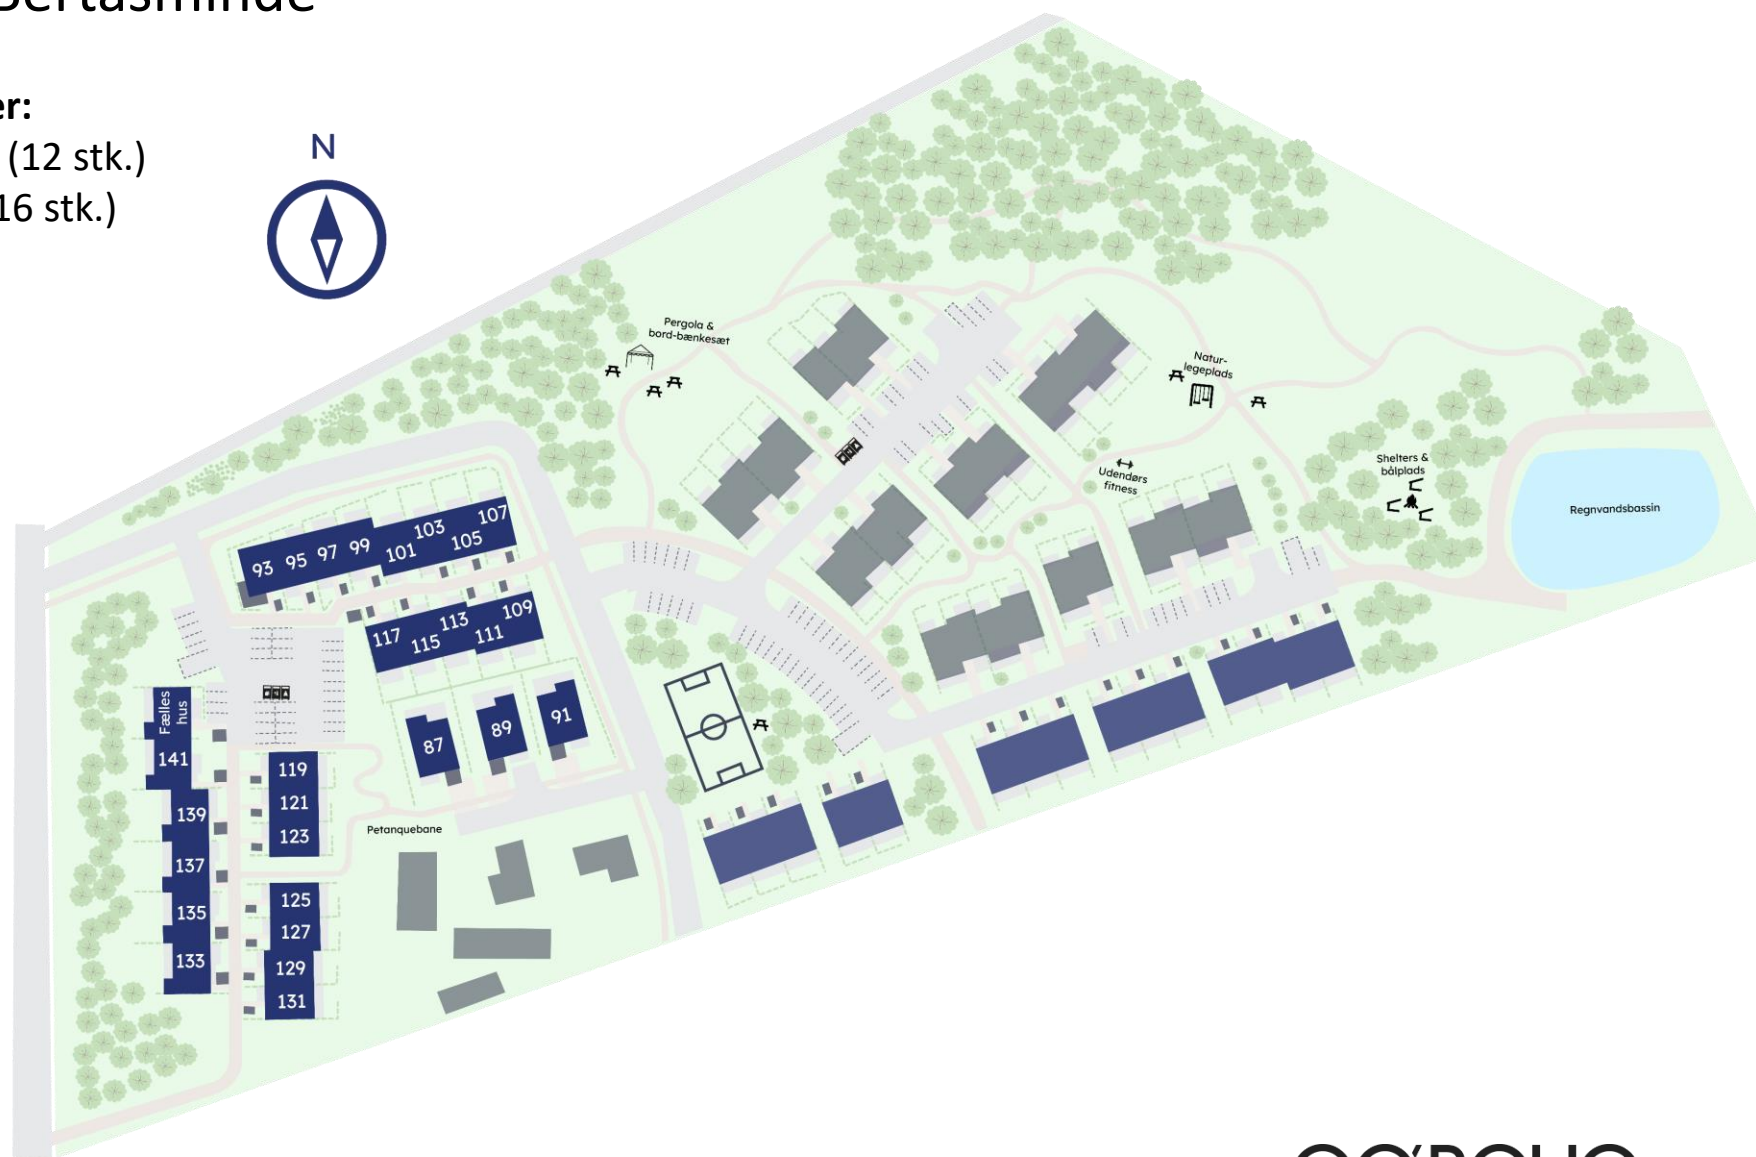 Bertasminde
er:
(12 stk.)
16 stk.)
N
Pergola &
bord-bænkesæt
Natur-
legeplads
Udendørs
fitness
Shelters &
bålplads
Regnvandsbassin
93 95 97 99 101 103 105 107
117 115 113 111 109
87 89 91
Fælles
hus
141
139
137
135
133
119
121
123
125
127
129
131
Petanquebane